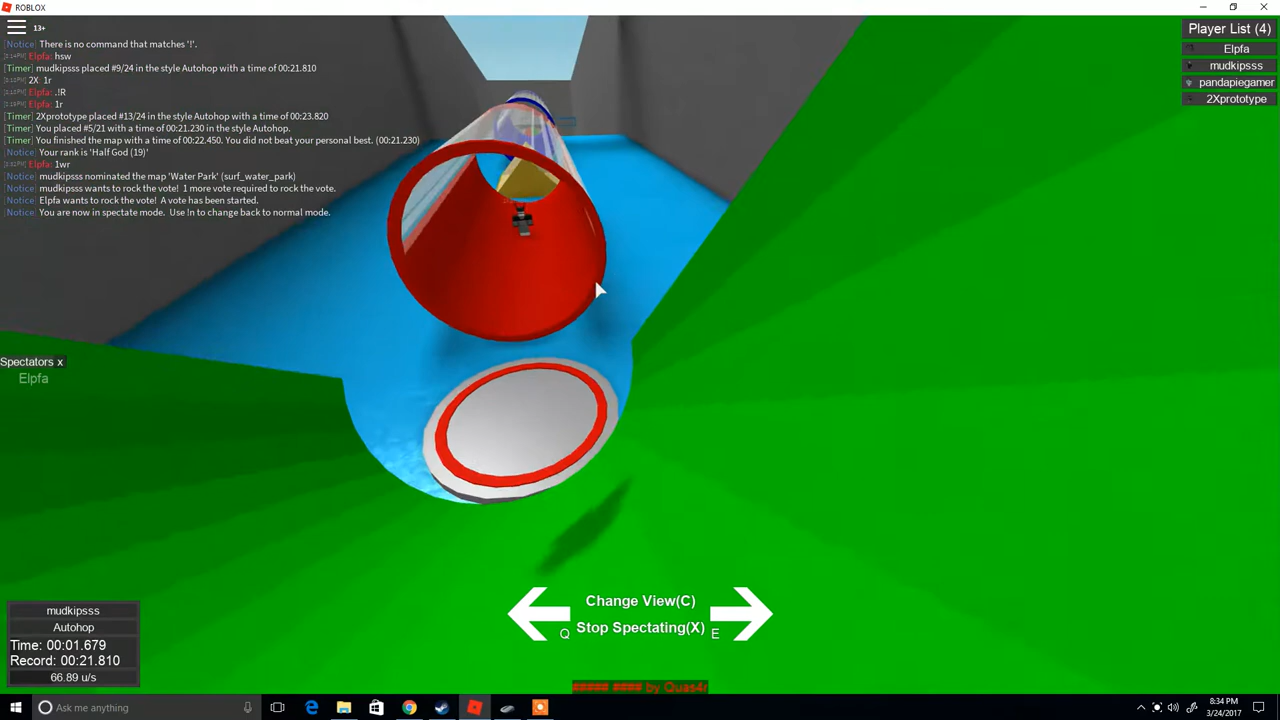 ROBLOX
13+
[Notice] There is no command that matches '!'.
Elpfa: hsw
[Timer] mudkipsss placed #9/24 in the style Autohop with a time of 00:21.810
2X: 1r
Elpfa: .!R
Elpfa: 1r
[Timer] 2Xprototype placed #13/24 in the style Autohop with a time of 00:23.820
[Timer] You placed #5/21 with a time of 00:21.230 in the style Autohop.
[Timer] You finished the map with a time of 00:22.450. You did not beat your personal best. (00:21.230)
[Notice] Your rank is 'Half God (19)'
Elpfa: 1wr
[Notice] mudkipsss nominated the map 'Water Park' (surf_water_park)
[Notice] mudkipsss wants to rock the vote! 1 more vote required to rock the vote.
[Notice] Elpfa wants to rock the vote! A vote has been started.
[Notice] You are now in spectate mode. Use !n to change back to normal mode.
Player List (4)
Elpfa
mudkipsss
pandapiegamer
2Xprototype
Spectators x
Elpfa
mudkipsss
Autohop
Time: 00:01.679
Record: 00:21.810
66.89 u/s
Change View(C)
Q Stop Spectating(X) E
##### #### by Quas4r
Ask me anything
8:34 PM
3/24/2017